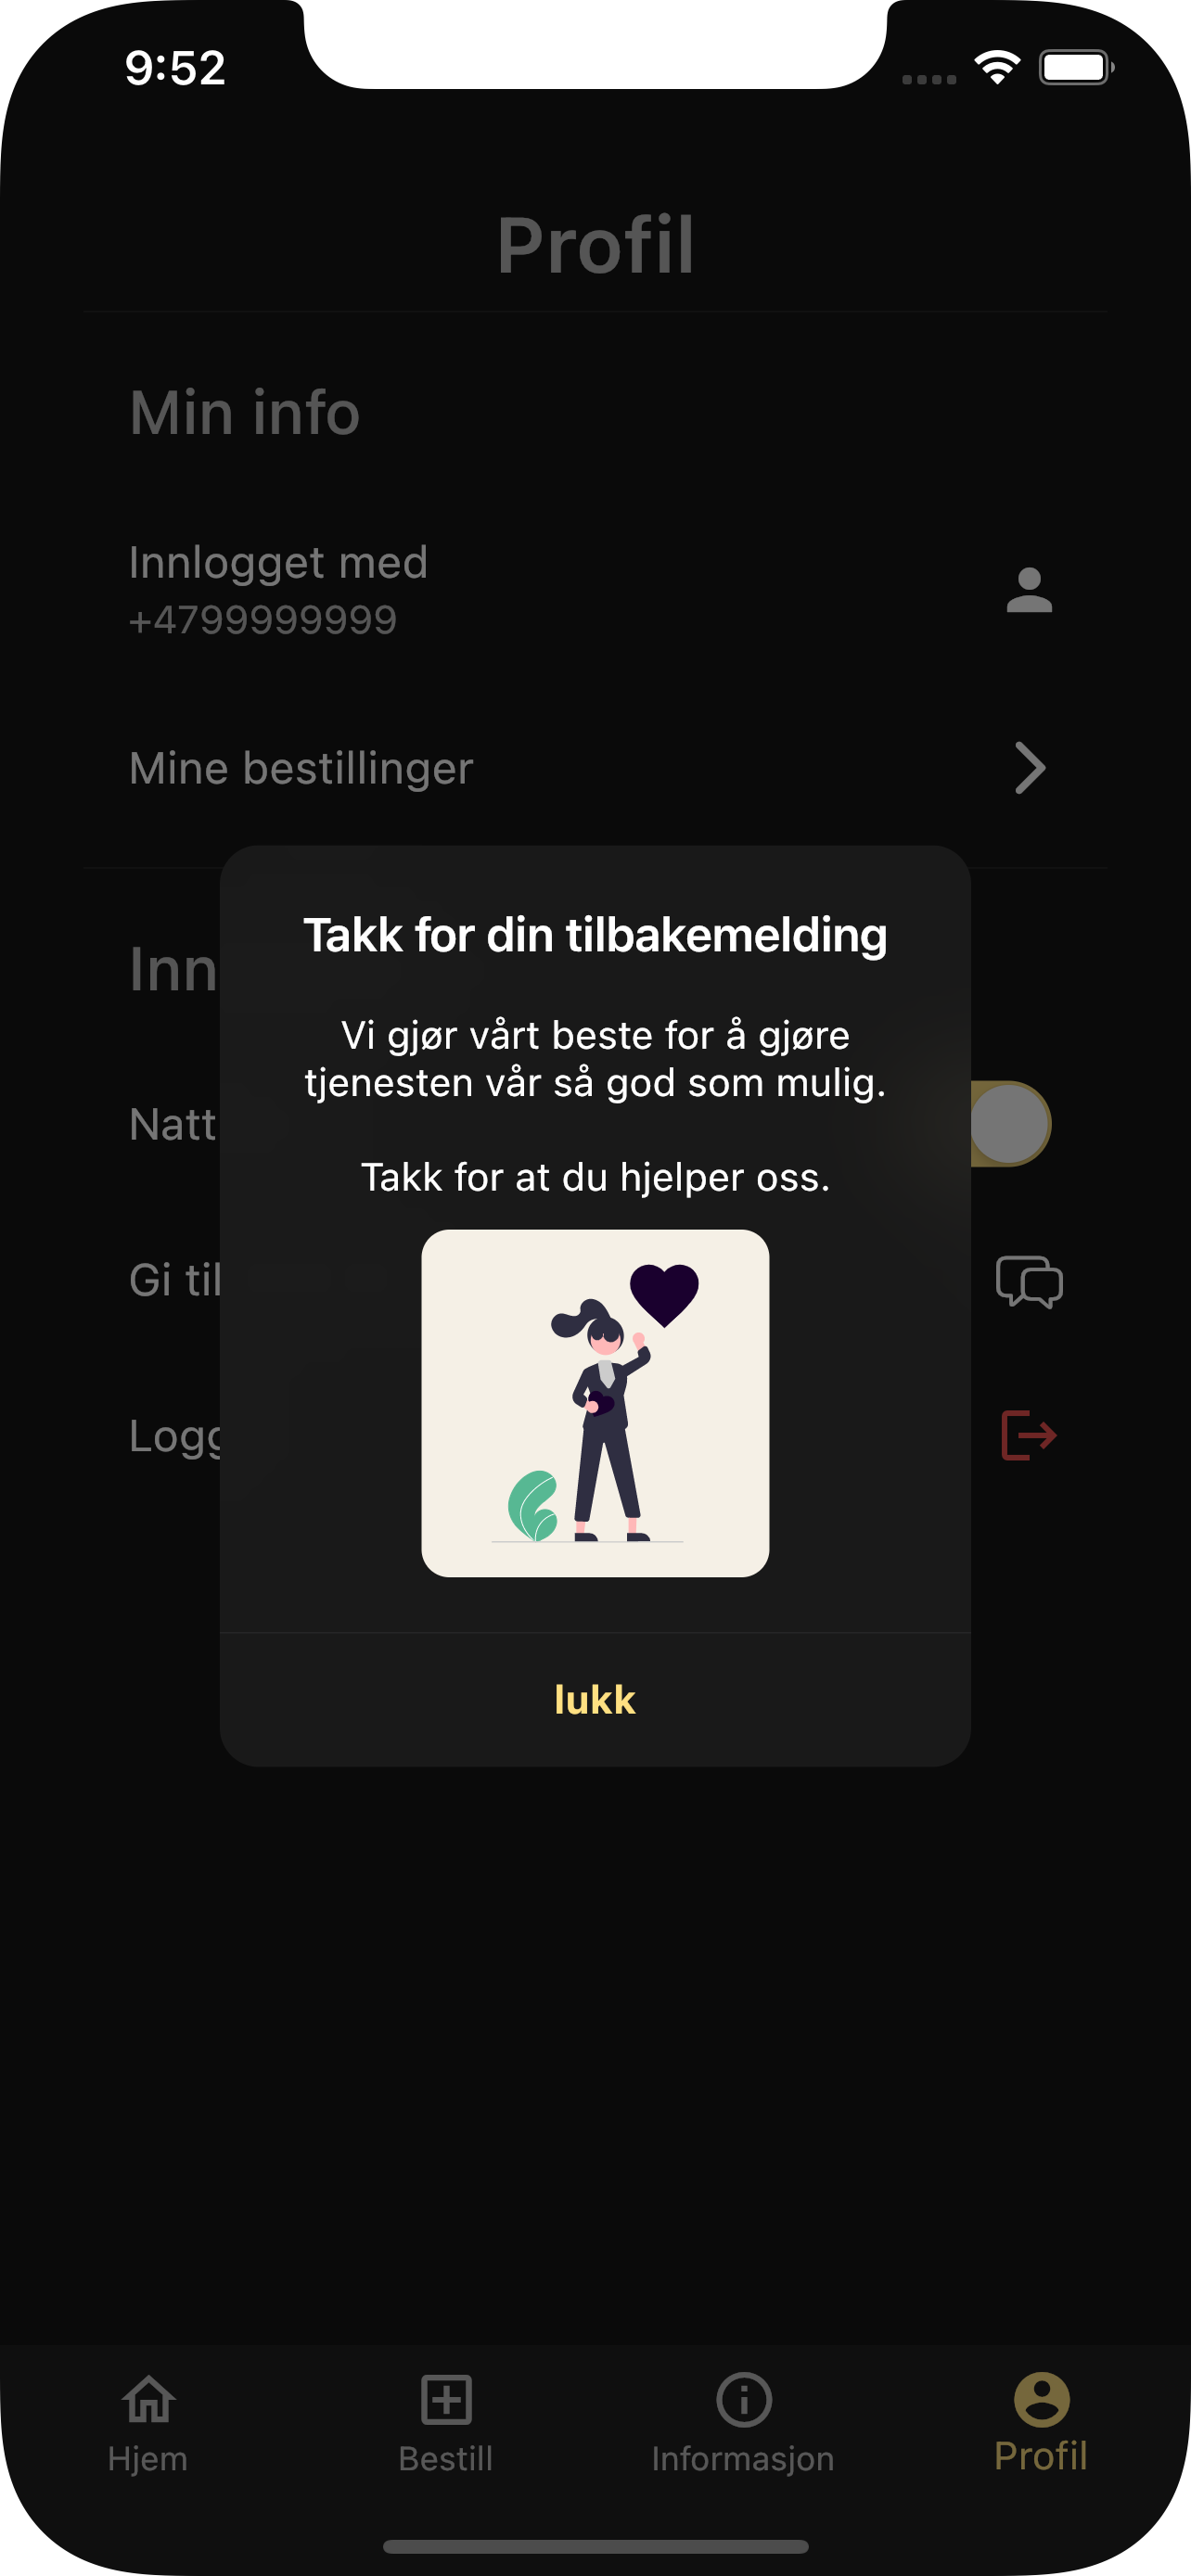 9:52
Profil
Min info
Innlogget med
+4799999999
Mine bestillinger
Takk for din tilbakemelding
Inn
Vi gjør vårt beste for å gjøre
tjenesten vår så god som mulig.
Natt
Takk for at du hjelper oss.
Gi til
Logg
lukk
Hjem
Bestill
Informasjon
Profil